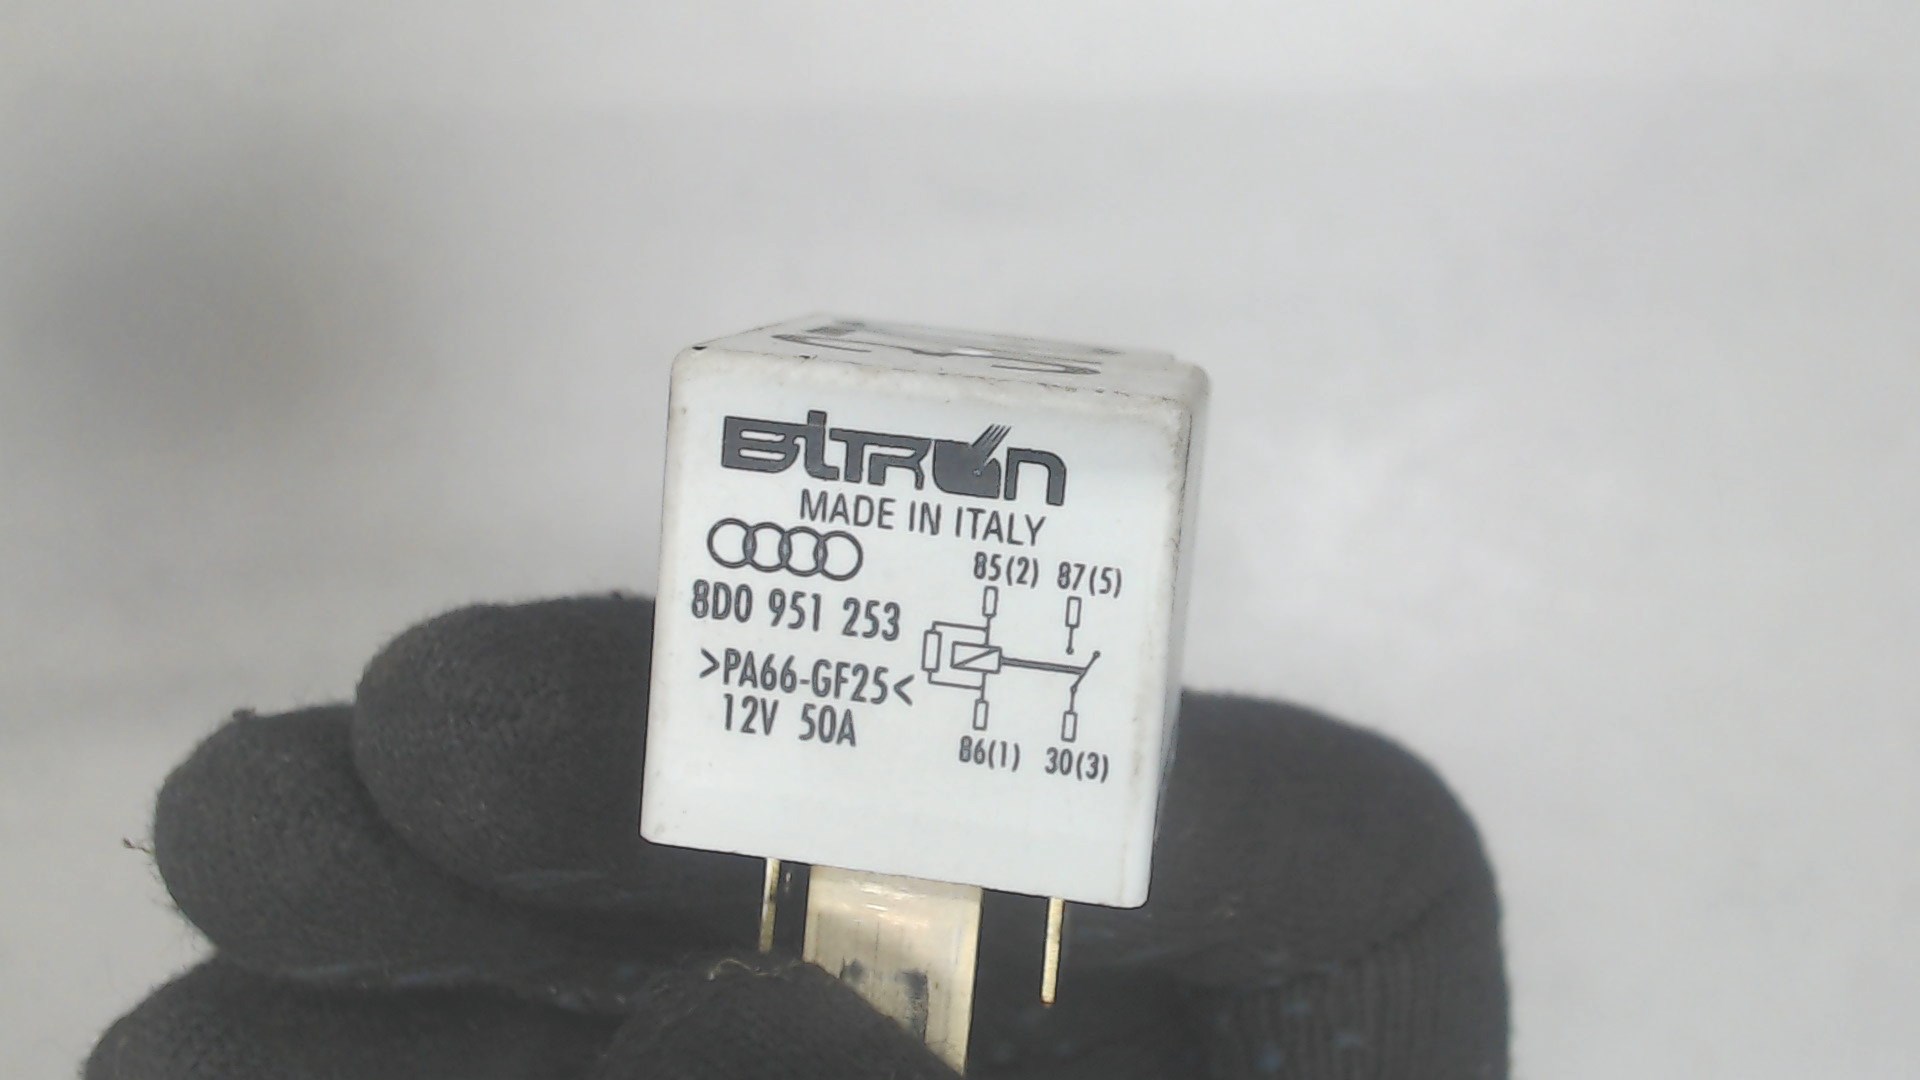 BITRON
MADE IN ITALY
8D0 951 253
>PA66-GF25<
12V 50A
85(2) 87(5)
86(1) 30(3)